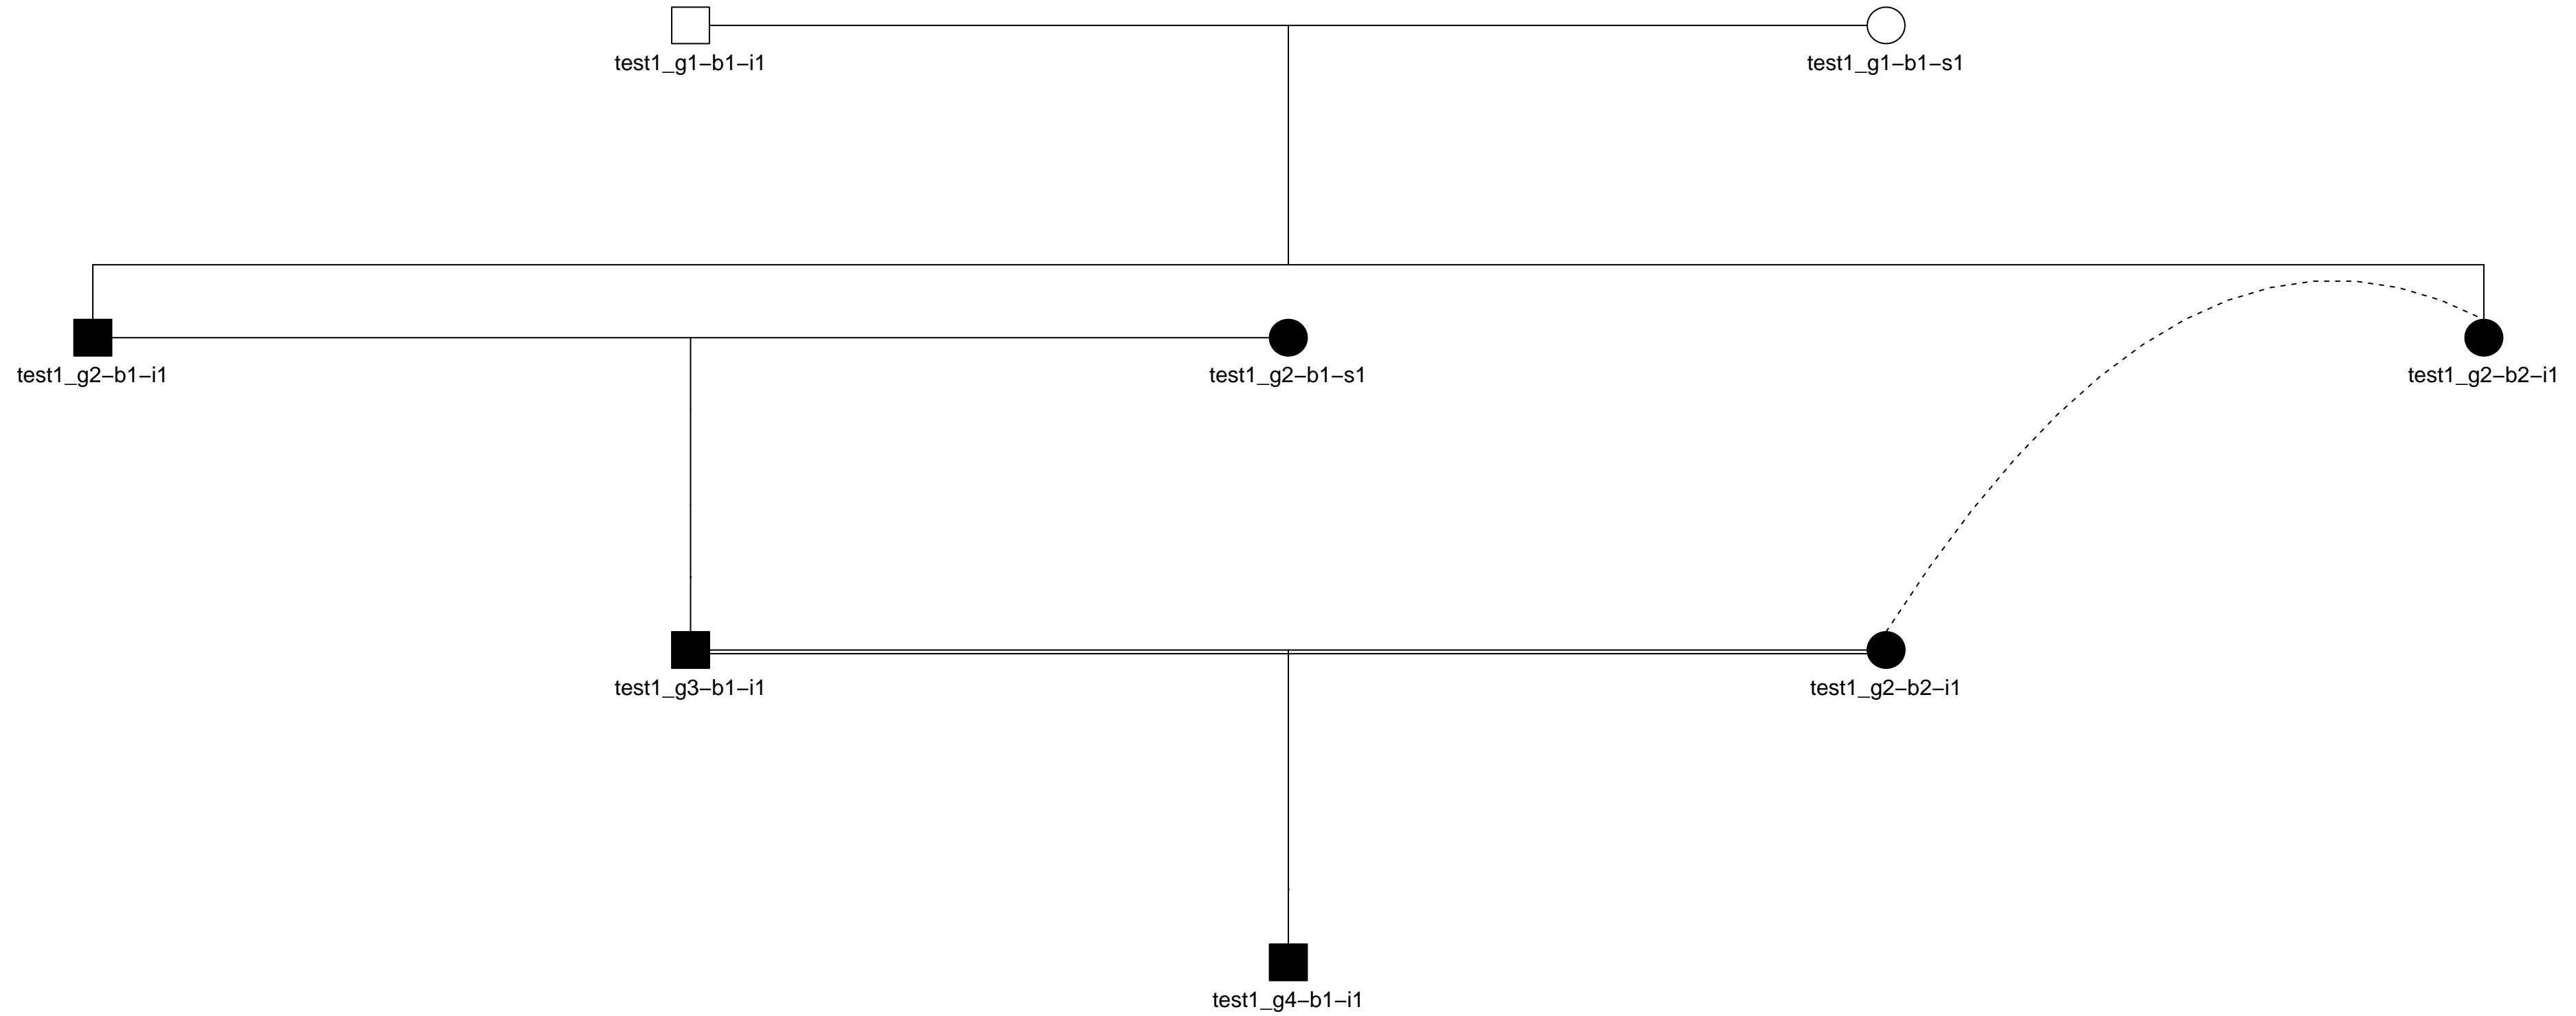 test1_g1–b1–i1
test1_g1–b1–s1
test1_g2–b1–i1
test1_g2–b1–s1
test1_g2–b2–i1
test1_g3–b1–i1
test1_g2–b2–i1
test1_g4–b1–i1